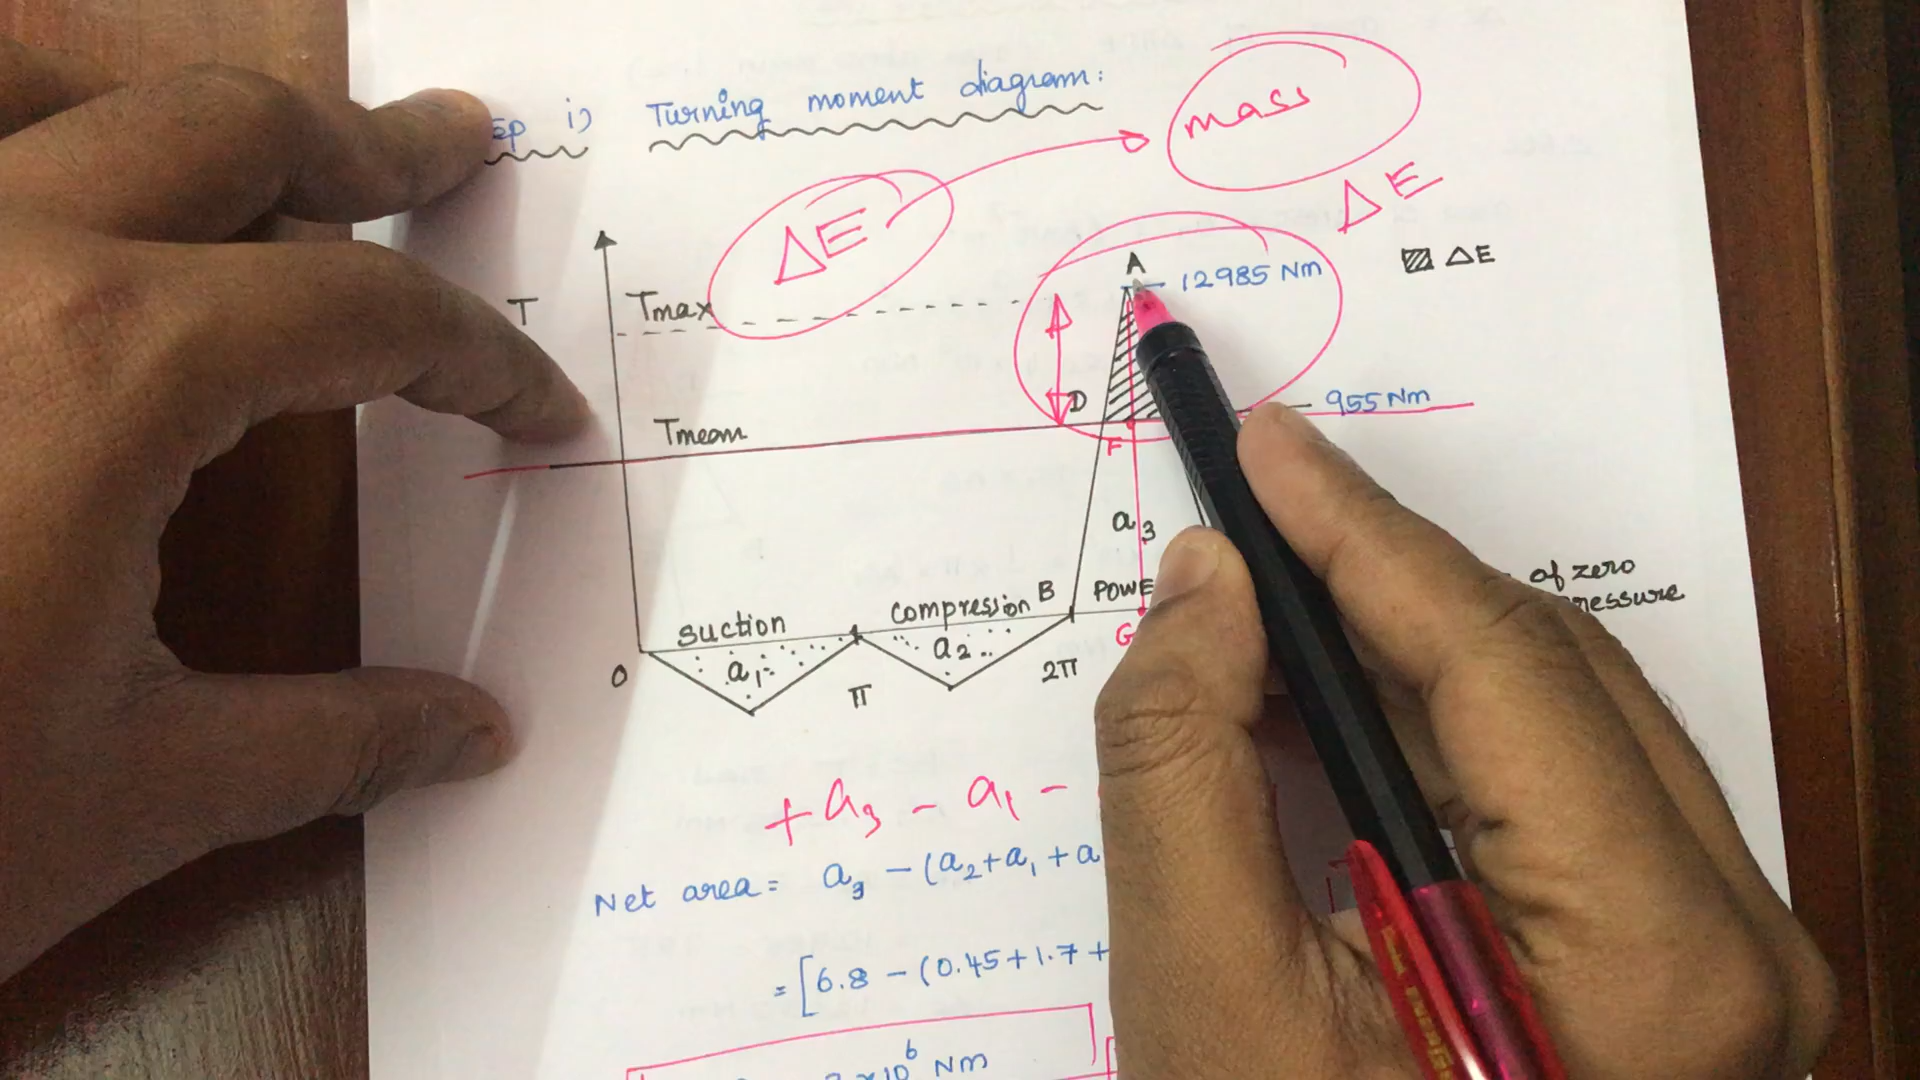 ep i) Turning moment diagram:
mass
ΔE
ΔE
ΔE
A
12985 Nm
T
Tmax
D
955 Nm
Tmean
F
a3
of zero
B
POWE
compression
suction
G
a2
a1
0
π
2π
+a3 - a1 -
Net area = a3 - (a2 + a1 + a
= [6.8 - (0.45 + 1.7 +
x10^6 Nm